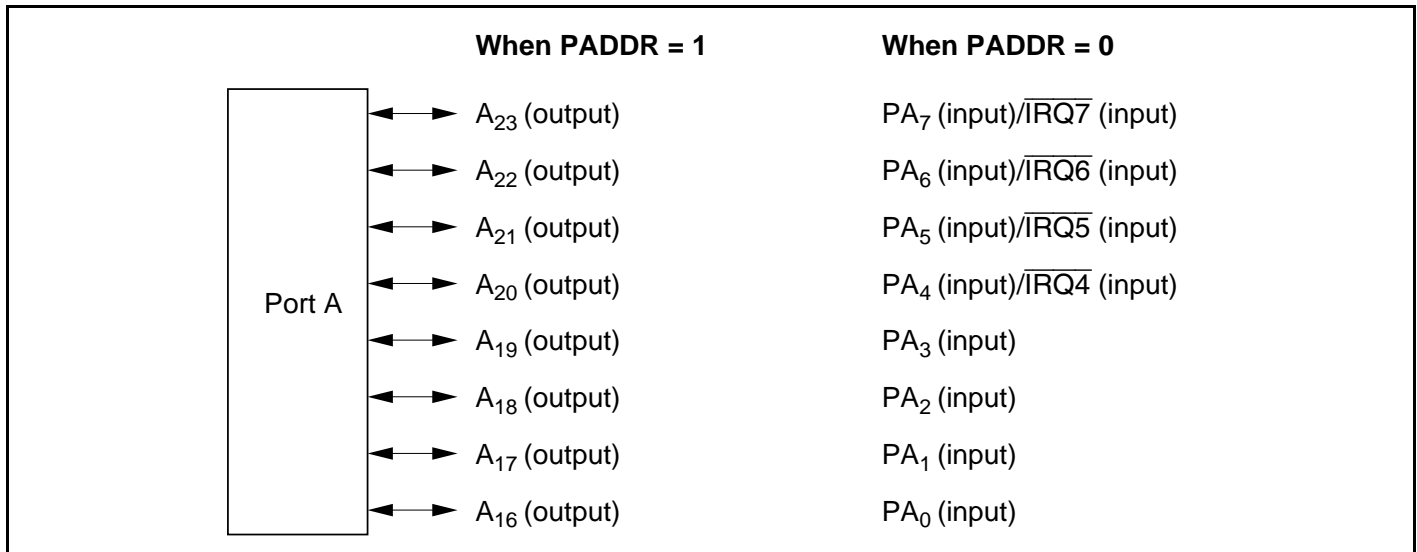 When PADDR = 1 When PADDR = 0
A23 (output) PA7 (input)/IRQ7 (input)
A22 (output) PA6 (input)/IRQ6 (input)
A21 (output) PA5 (input)/IRQ5 (input)
A20 (output) PA4 (input)/IRQ4 (input)
Port A
A19 (output) PA3 (input)
A18 (output) PA2 (input)
A17 (output) PA1 (input)
A16 (output) PA0 (input)